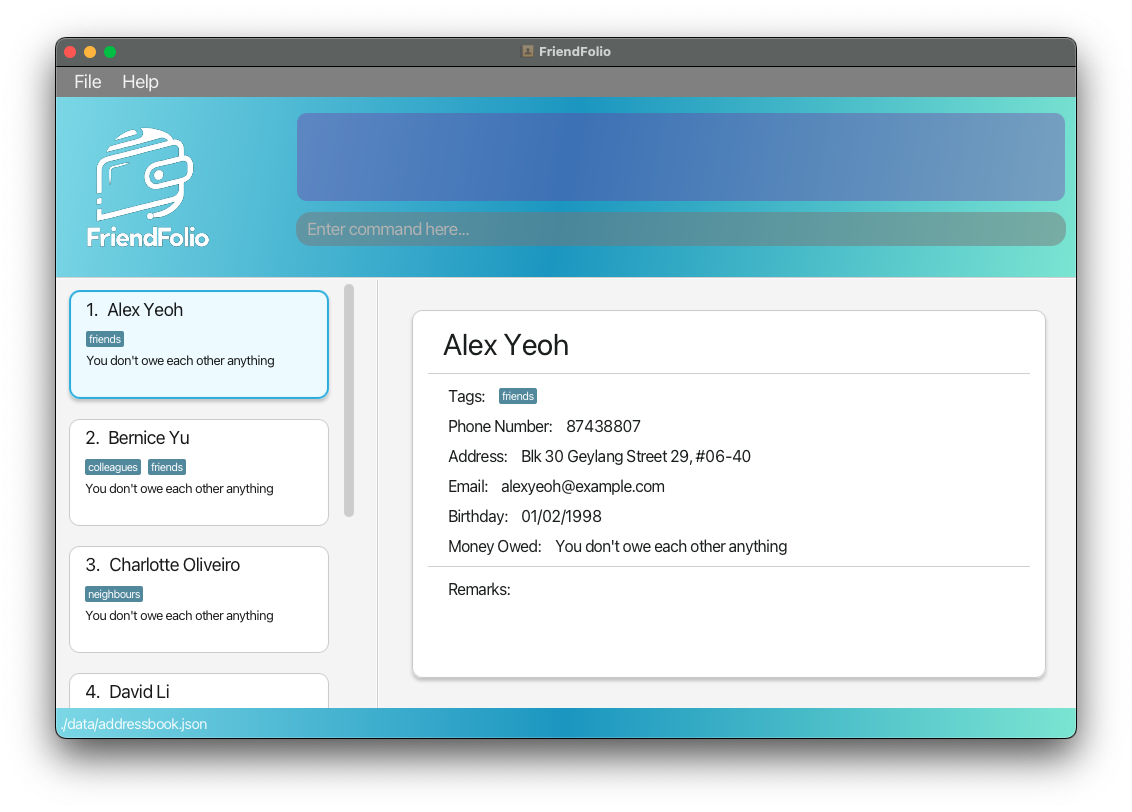 FriendFolio
File Help
FriendFolio
Enter command here...
1. Alex Yeoh
friends
You don't owe each other anything
2. Bernice Yu
colleagues friends
You don't owe each other anything
3. Charlotte Oliveiro
neighbours
You don't owe each other anything
4. David Li
Alex Yeoh
Tags: friends
Phone Number: 87438807
Address: Blk 30 Geylang Street 29, #06-40
Email: alexyeoh@example.com
Birthday: 01/02/1998
Money Owed: You don't owe each other anything
Remarks:
./data/addressbook.json